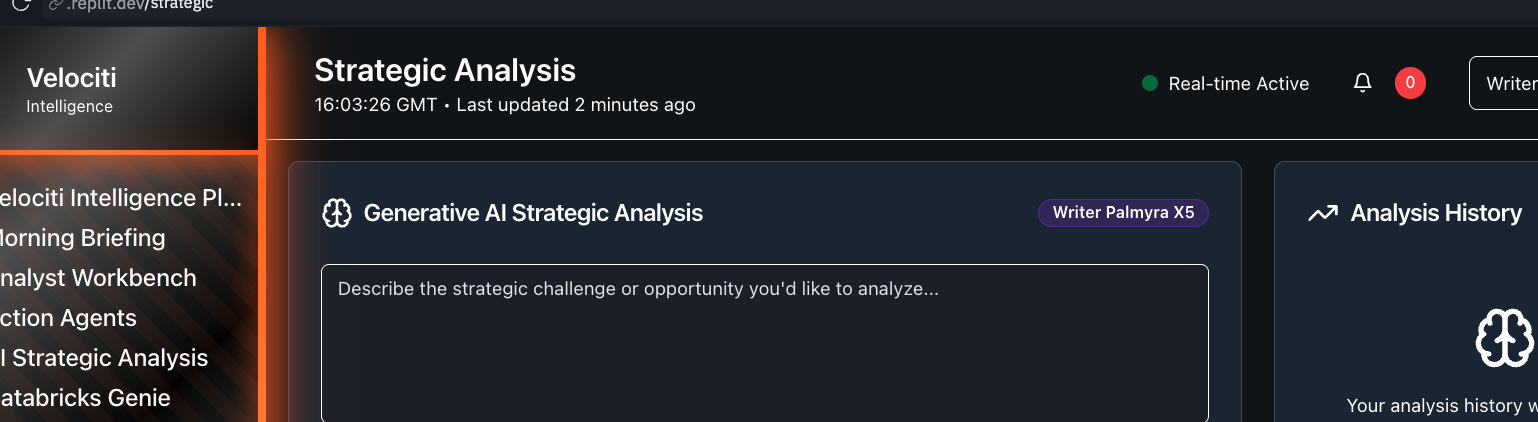 .replit.dev/strategic
Velociti
Intelligence
Strategic Analysis
16:03:26 GMT • Last updated 2 minutes ago
Real-time Active
0
Writer
elociti Intelligence Pl...
Morning Briefing
nalyst Workbench
ction Agents
I Strategic Analysis
atabricks Genie
Generative AI Strategic Analysis
Writer Palmyra X5
Describe the strategic challenge or opportunity you'd like to analyze...
Analysis History
Your analysis history w